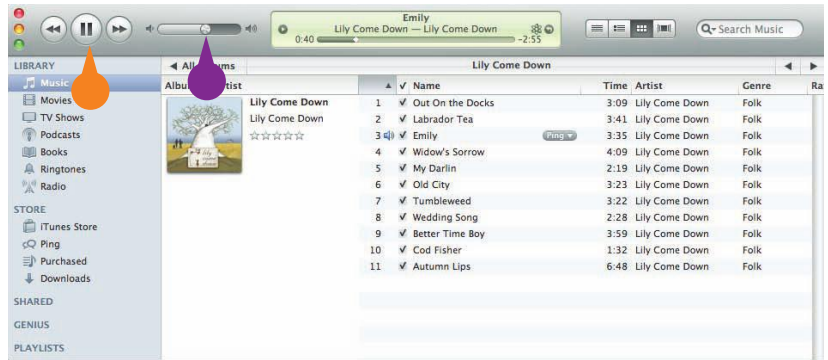 Emily
Lily Come Down — Lily Come Down
0:40
-2:55
Search Music
LIBRARY
Music
Movies
TV Shows
Podcasts
Books
Ringtones
Radio
STORE
iTunes Store
Ping
Purchased
Downloads
SHARED
GENIUS
PLAYLISTS
Lily Come Down
✓ Name Time Artist Genre
Lily Come Down
Lily Come Down
1 ✓ Out On the Docks 3:09 Lily Come Down Folk
2 ✓ Labrador Tea 3:41 Lily Come Down Folk
3 ✓ Emily Ping 3:35 Lily Come Down Folk
4 ✓ Widow's Sorrow 4:09 Lily Come Down Folk
5 ✓ My Darlin 2:19 Lily Come Down Folk
6 ✓ Old City 3:23 Lily Come Down Folk
7 ✓ Tumbleweed 3:22 Lily Come Down Folk
8 ✓ Wedding Song 2:28 Lily Come Down Folk
9 ✓ Better Time Boy 3:59 Lily Come Down Folk
10 ✓ Cod Fisher 1:32 Lily Come Down Folk
11 ✓ Autumn Lips 6:48 Lily Come Down Folk